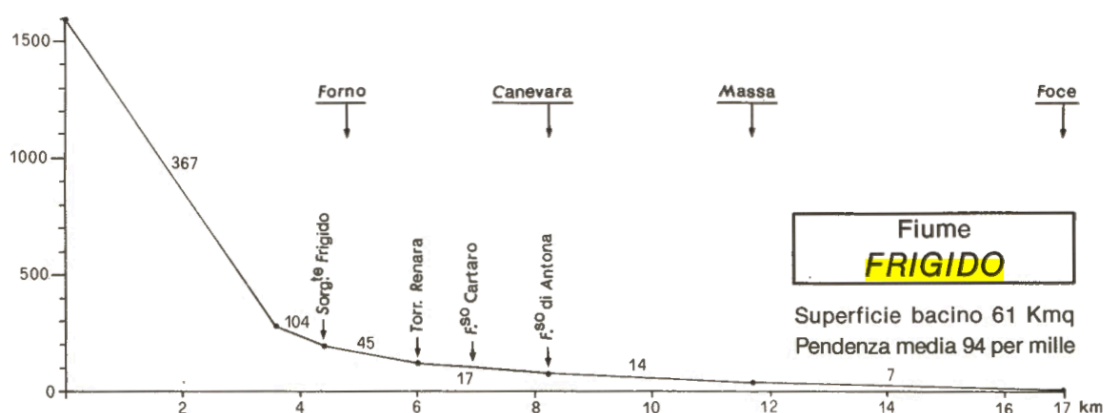 1500
1000
500
0
Forno
Canevara
Massa
Foce
367
104
45
17
14
7
Sorg.te Frigido
Torr. Renara
F.so Cartaro
F.so di Antona
Fiume
FRIGIDO
Superficie bacino 61 Kmq
Pendenza media 94 per mille
2
4
6
8
10
12
14
16
17 km